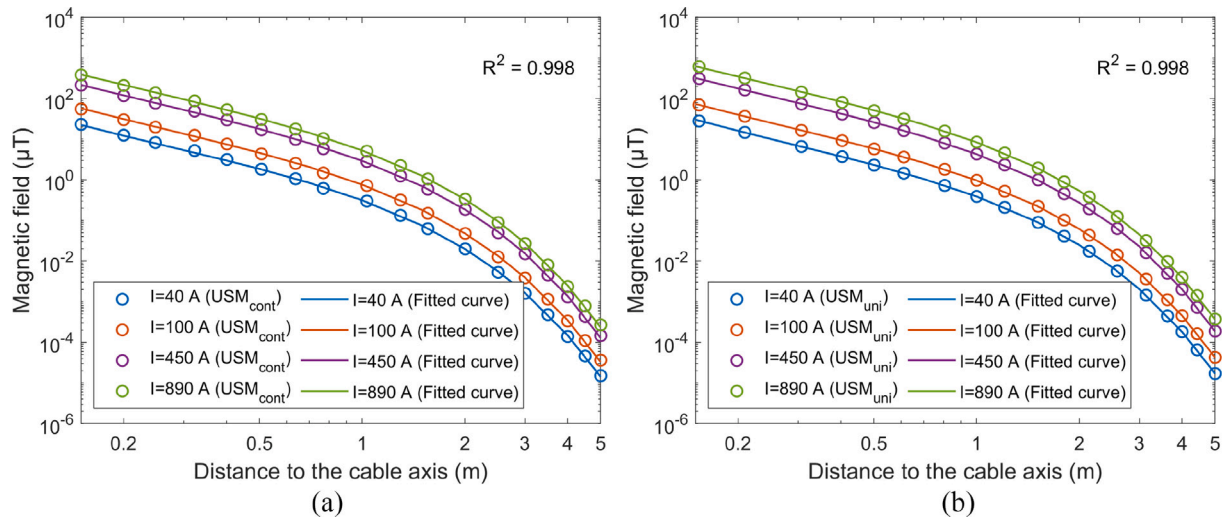 10^4
10^2
10^0
10^-2
10^-4
10^-6
Magnetic field (µT)
R^2 = 0.998
I=40 A (USM_cont) I=40 A (Fitted curve)
I=100 A (USM_cont) I=100 A (Fitted curve)
I=450 A (USM_cont) I=450 A (Fitted curve)
I=890 A (USM_cont) I=890 A (Fitted curve)
0.2 0.5 1 2 3 4 5
Distance to the cable axis (m)
(a)
10^4
10^2
10^0
10^-2
10^-4
10^-6
Magnetic field (µT)
R^2 = 0.998
I=40 A (USM_uni) I=40 A (Fitted curve)
I=100 A (USM_uni) I=100 A (Fitted curve)
I=450 A (USM_uni) I=450 A (Fitted curve)
I=890 A (USM_uni) I=890 A (Fitted curve)
0.2 0.5 1 2 3 4 5
Distance to the cable axis (m)
(b)